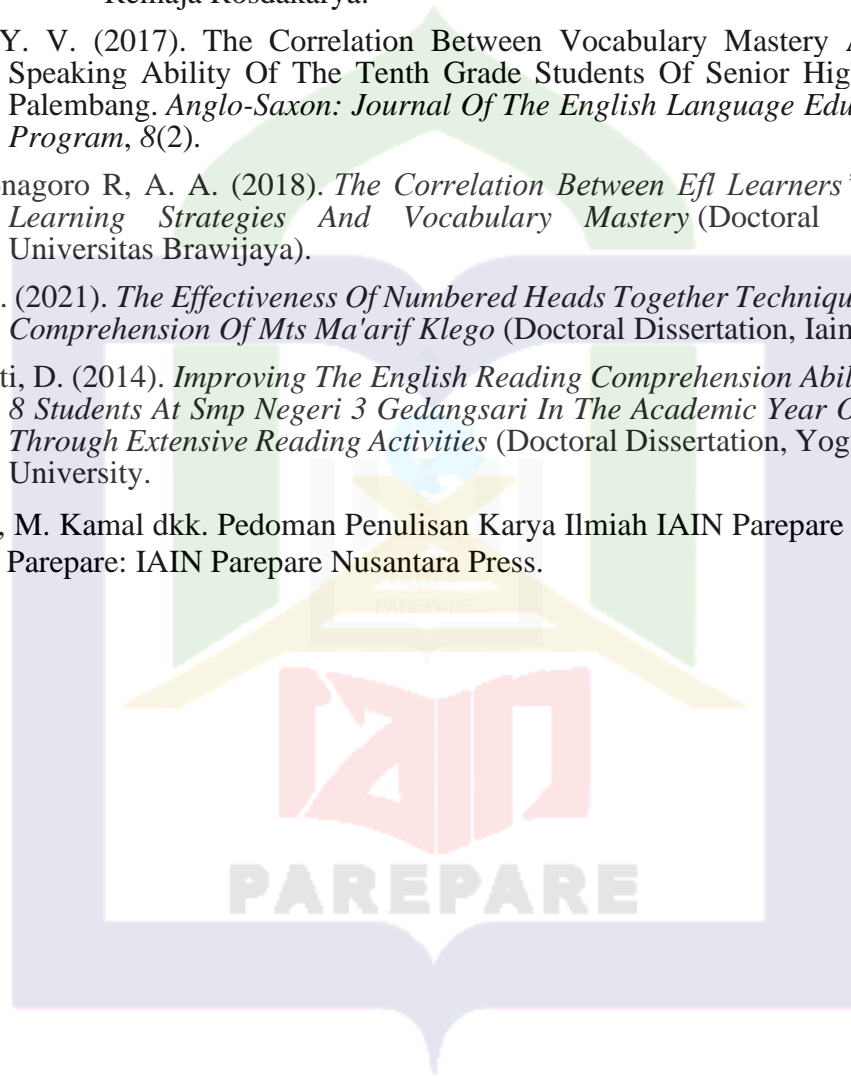 Remaja Rosdakarya.
Y. V. (2017). The Correlation Between Vocabulary Mastery
Speaking Ability Of The Tenth Grade Students Of Senior
Palembang. Anglo-Saxon: Journal Of The English Language
Program, 8(2).
nagoro R, A. A. (2018). The Correlation Between Efl Learners'
Learning Strategies And Vocabulary Mastery (Doctoral
Universitas Brawijaya).
. (2021). The Effectiveness Of Numbered Heads Together
Comprehension Of Mts Ma'arif Klego (Doctoral Dissertation, Iain
ti, D. (2014). Improving The English Reading Comprehension
8 Students At Smp Negeri 3 Gedangsari In The Academic Year
Through Extensive Reading Activities (Doctoral Dissertation,
University.
, M. Kamal dkk. Pedoman Penulisan Karya Ilmiah IAIN Parepare
Parepare: IAIN Parepare Nusantara Press.
PAREPARE
iain
PAREPARE